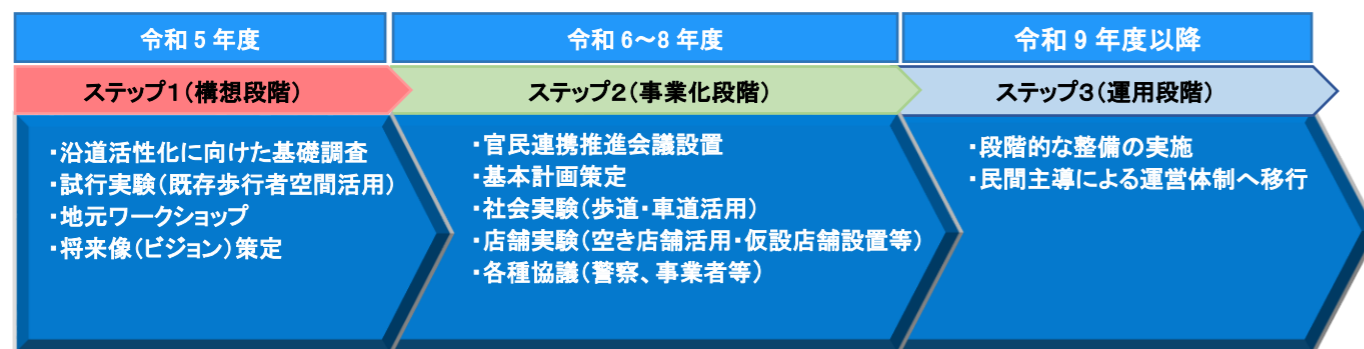 令和5年度
令和6～8年度
令和9年度以降
ステップ1(構想段階)
ステップ2(事業化段階)
ステップ3(運用段階)
・沿道活性化に向けた基礎調査
・試行実験(既存歩行者空間活用)
・地元ワークショップ
・将来像(ビジョン)策定
・官民連携推進会議設置
・基本計画策定
・社会実験(歩道・車道活用)
・店舗実験(空き店舗活用・仮設店舗設置等)
・各種協議(警察、事業者等)
・段階的な整備の実施
・民間主導による運営体制へ移行